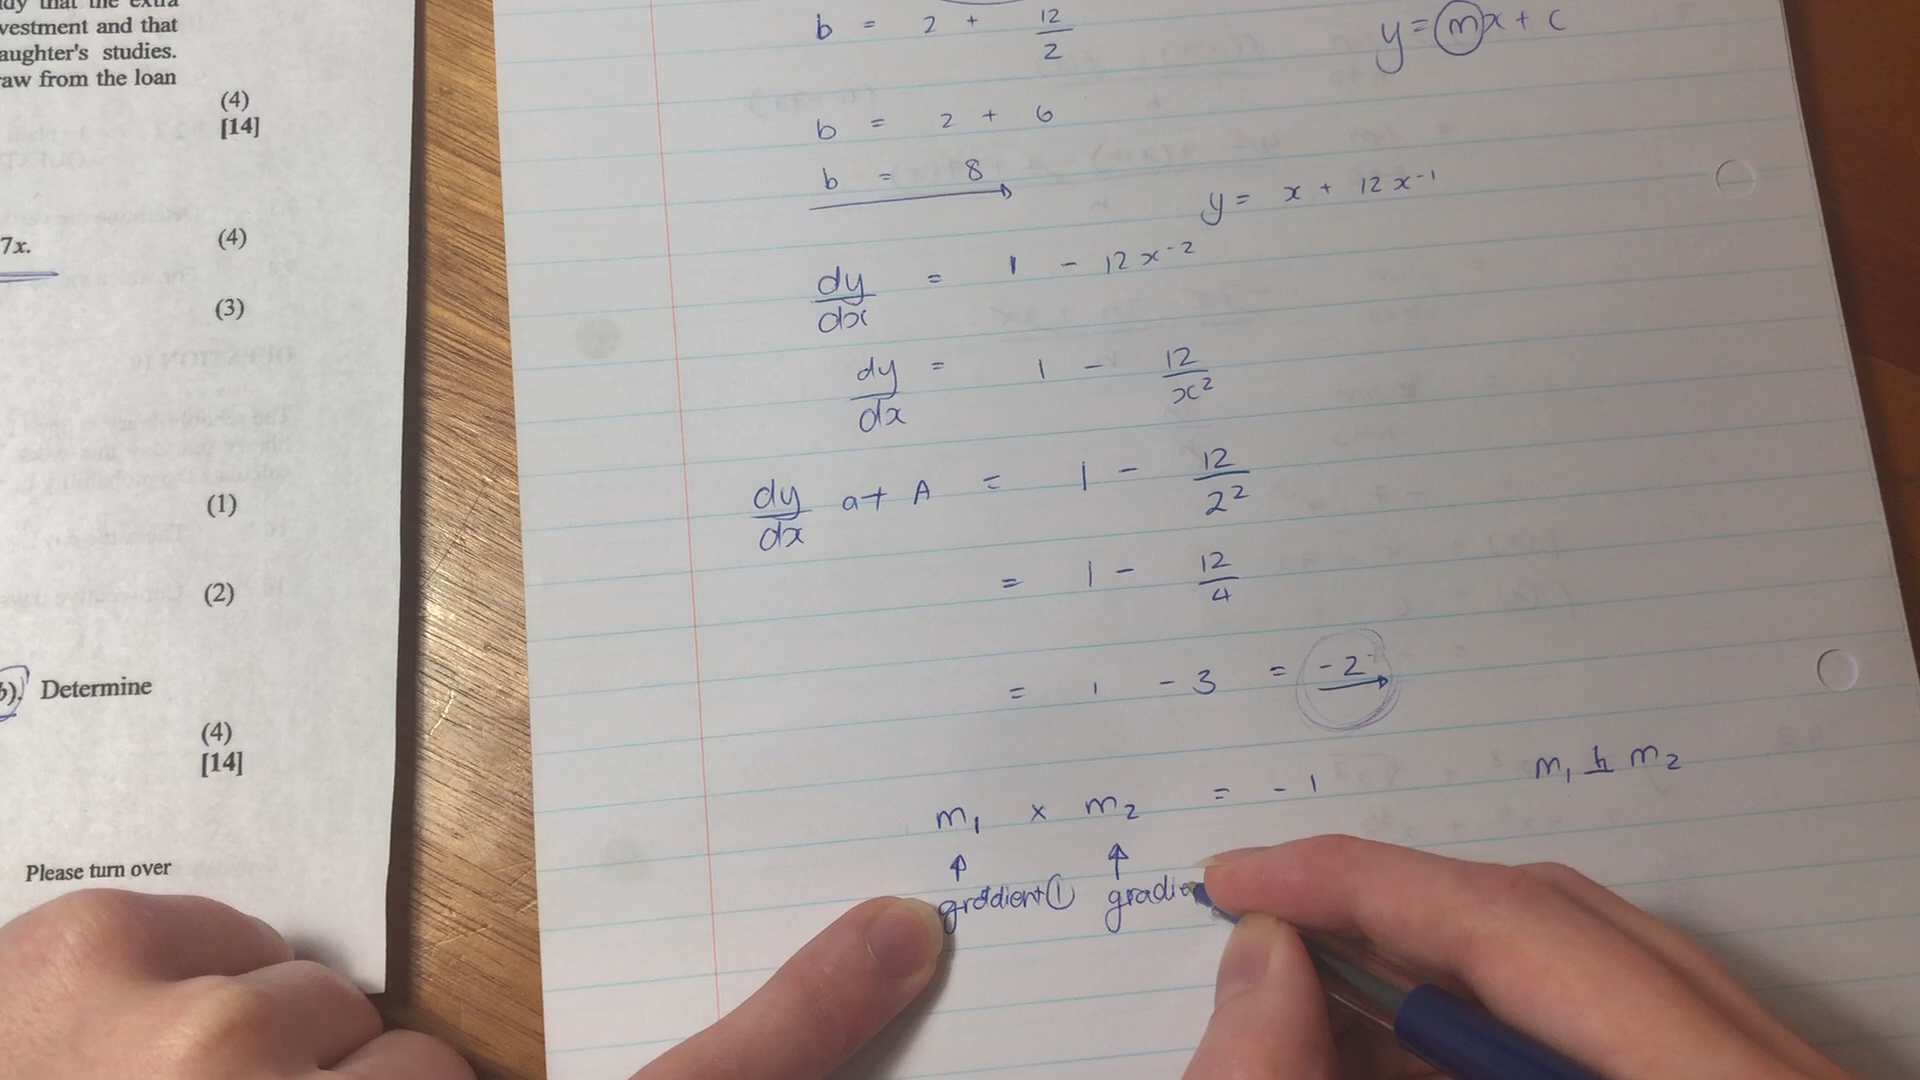 vestment and that
aughter's studies.
aw from the loan
(4)
[14]
7x.
(4)
(3)
(1)
(2)
b). Determine
(4)
[14]
Please turn over
b = 2 + 12/2
y = mx + c
b = 2 + 6
b = 8
y = x + 12x⁻¹
dy/dx = 1 - 12x⁻²
dy/dx = 1 - 12/x²
dy/dx at A = 1 - 12/2²
= 1 - 12/4
= 1 - 3 = -2
m₁ × m₂ = -1
m₁ ⊥ m₂
gradient ① gradie